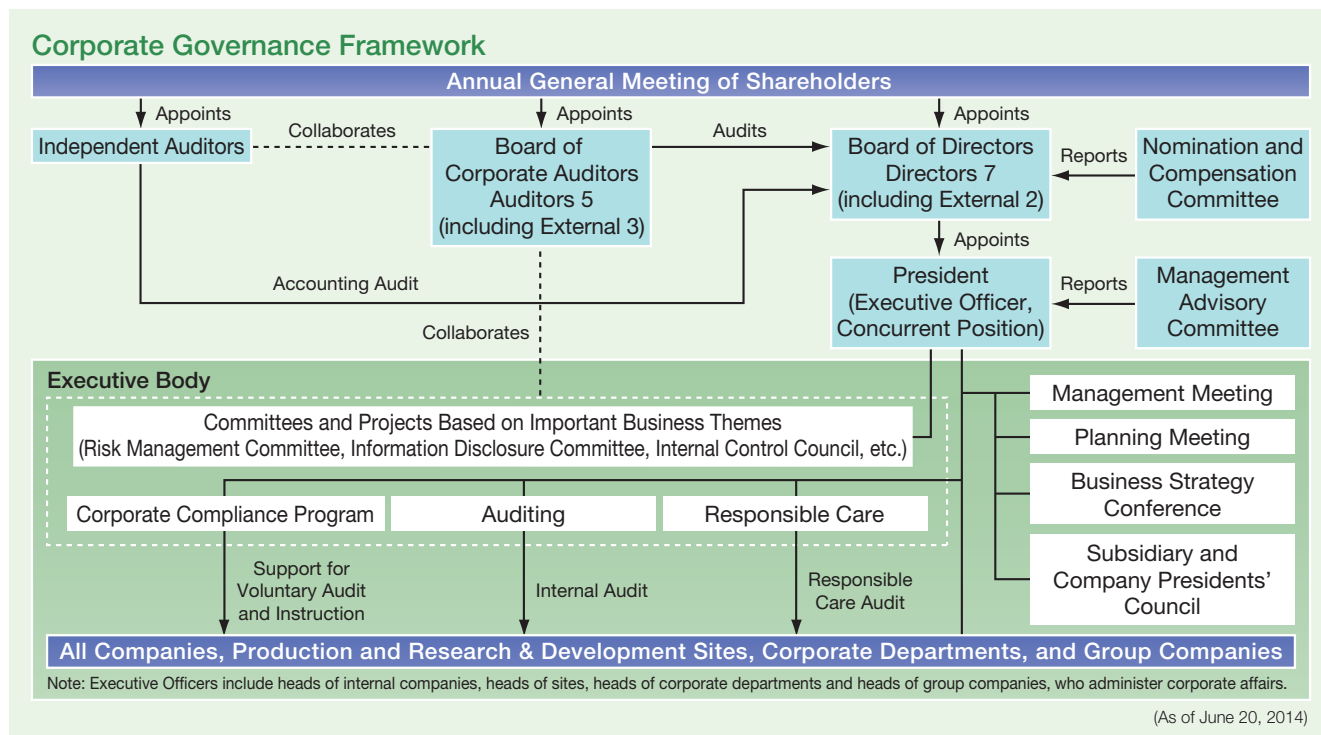 Corporate Governance Framework
Annual General Meeting of Shareholders
Appoints
Appoints
Appoints
Independent Auditors
Collaborates
Board of
Corporate Auditors
Auditors 5
(including External 3)
Audits
Board of Directors
Directors 7
(including External 2)
Reports
Nomination and
Compensation
Committee
Appoints
Accounting Audit
President
(Executive Officer,
Concurrent Position)
Reports
Management
Advisory
Committee
Collaborates
Executive Body
Committees and Projects Based on Important Business Themes
(Risk Management Committee, Information Disclosure Committee, Internal Control Council, etc.)
Management Meeting
Planning Meeting
Business Strategy
Conference
Subsidiary and
Company Presidents’
Council
Corporate Compliance Program
Auditing
Responsible Care
Support for
Voluntary Audit
and Instruction
Internal Audit
Responsible
Care Audit
All Companies, Production and Research & Development Sites, Corporate Departments, and Group Companies
Note: Executive Officers include heads of internal companies, heads of sites, heads of corporate departments and heads of group companies, who administer corporate affairs.
(As of June 20, 2014)